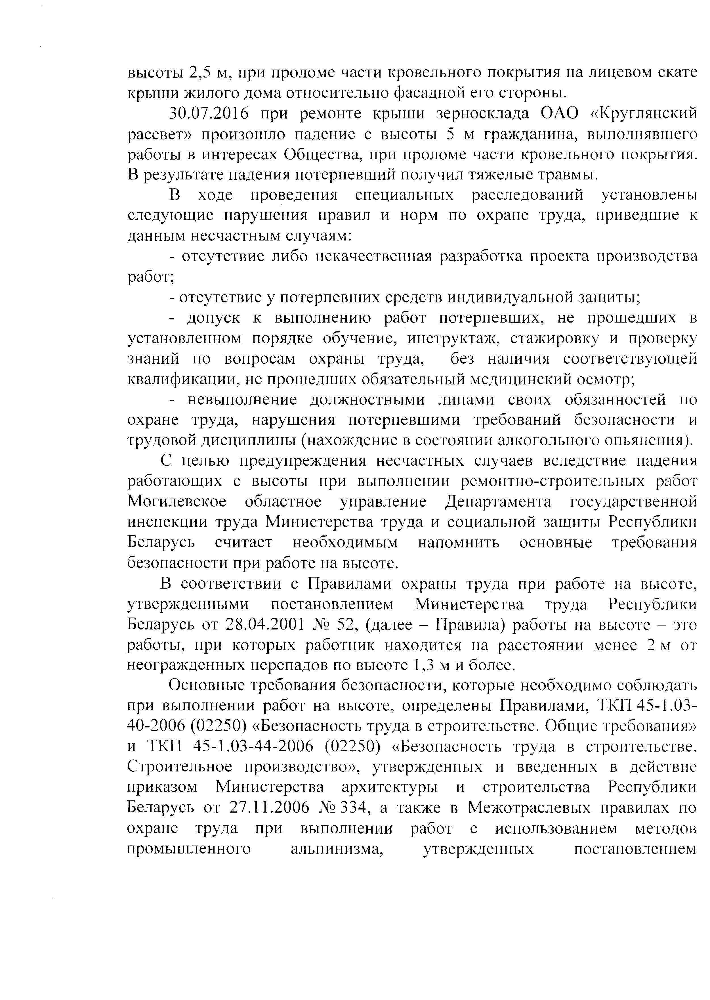 высоты 2,5 м, при проломе части кровельного покрытия на лицевом скате
крыши жилого дома относительно фасадной его стороны.
30.07.2016 при ремонте крыши зерносклада ОАО «Круглянский
рассвет» произошло падение с высоты 5 м гражданина, выполнявшего
работы в интересах Общества, при проломе части кровельного покрытия.
В результате падения потерпевший получил тяжелые травмы.
В ходе проведения специальных расследований установлены
следующие нарушения правил и норм по охране труда, приведшие к
данным несчастным случаям:
- отсутствие либо некачественная разработка проекта производства
работ;
- отсутствие у потерпевших средств индивидуальной защиты;
- допуск к выполнению работ потерпевших, не прошедших в
установленном порядке обучение, инструктаж, стажировку и проверку
знаний по вопросам охраны труда, без наличия соответствующей
квалификации, не прошедших обязательный медицинский осмотр;
- невыполнение должностными лицами своих обязанностей по
охране труда, нарушения потерпевшими требований безопасности и
трудовой дисциплины (нахождение в состоянии алкогольного опьянения).
С целью предупреждения несчастных случаев вследствие падения
работающих с высоты при выполнении ремонтно-строительных работ
Могилевское областное управление Департамента государственной
инспекции труда Министерства труда и социальной защиты Республики
Беларусь считает необходимым напомнить основные требования
безопасности при работе на высоте.
В соответствии с Правилами охраны труда при работе на высоте,
утвержденными постановлением Министерства труда Республики
Беларусь от 28.04.2001 № 52, (далее – Правила) работы на высоте – это
работы, при которых работник находится на расстоянии менее 2 м от
неогражденных перепадов по высоте 1,3 м и более.
Основные требования безопасности, которые необходимо соблюдать
при выполнении работ на высоте, определены Правилами, ТКП 45-1.03-
40-2006 (02250) «Безопасность труда в строительстве. Общие требования»
и ТКП 45-1.03-44-2006 (02250) «Безопасность труда в строительстве.
Строительное производство», утвержденных и введенных в действие
приказом Министерства архитектуры и строительства Республики
Беларусь от 27.11.2006 № 334, а также в Межотраслевых правилах по
охране труда при выполнении работ с использованием методов
промышленного альпинизма, утвержденных постановлением